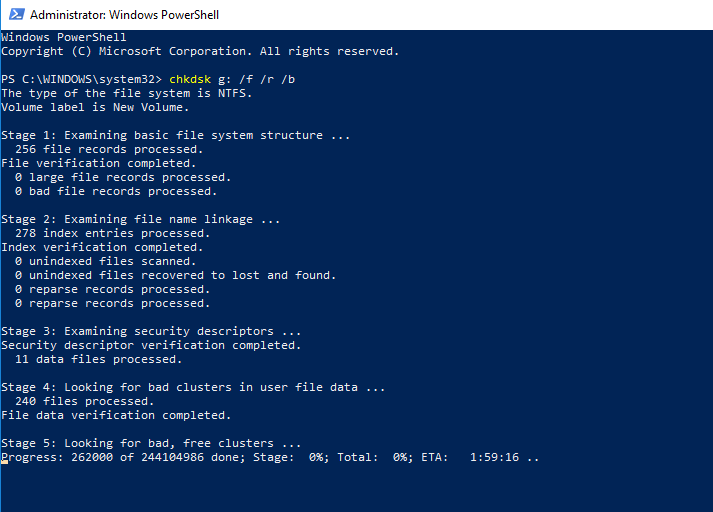 Administrator: Windows PowerShell
Windows PowerShell
Copyright (C) Microsoft Corporation. All rights reserved.
PS C:\WINDOWS\system32> chkdsk g: /f /r /b
The type of the file system is NTFS.
Volume label is New Volume.
Stage 1: Examining basic file system structure ...
256 file records processed.
File verification completed.
0 large file records processed.
0 bad file records processed.
Stage 2: Examining file name linkage ...
278 index entries processed.
Index verification completed.
0 unindexed files scanned.
0 unindexed files recovered to lost and found.
0 reparse records processed.
0 reparse records processed.
Stage 3: Examining security descriptors ...
Security descriptor verification completed.
11 data files processed.
Stage 4: Looking for bad clusters in user file data ...
240 files processed.
File data verification completed.
Stage 5: Looking for bad, free clusters ...
Progress: 262000 of 244104986 done; Stage:  0%; Total:  0%; ETA:   1:59:16 ..